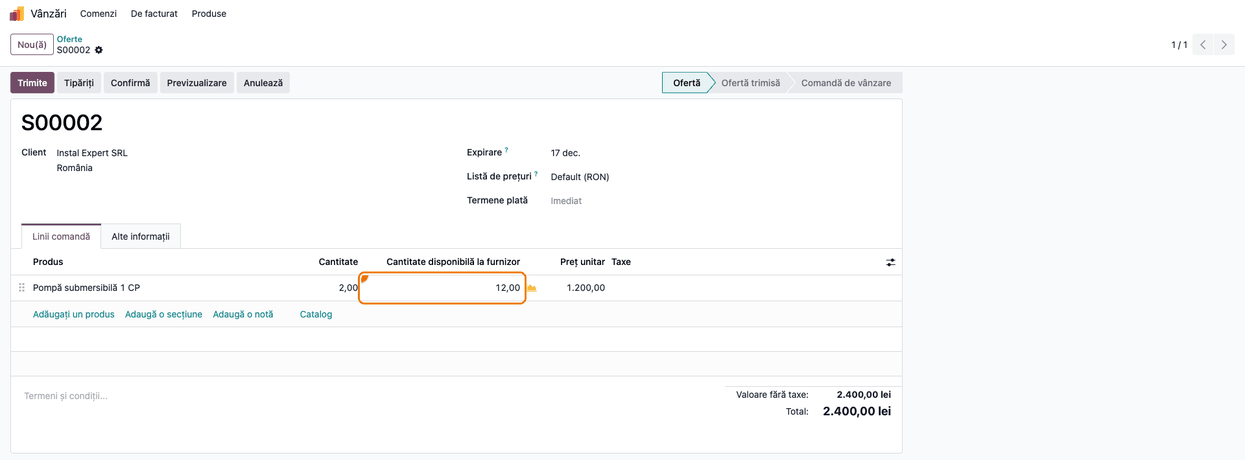 Vânzări Comenzi De facturat Produse
Nou(ă) Oferte
S00002
1 / 1
Trimite Tipăriți Confirmă Previzualizare Anulează Ofertă Ofertă trimisă Comandă de vânzare
S00002
Client Instal Expert SRL
România
Expirare ? 17 dec.
Listă de prețuri ? Default (RON)
Termene plată Imediat
Linii comandă Alte informații
Produs Cantitate Cantitate disponibilă la furnizor Preț unitar Taxe
Pompă submersibilă 1 CP 2,00 12,00 1.200,00
Adăugați un produs Adaugă o secțiune Adaugă o notă Catalog
Termeni și condiții...
Valoare fără taxe: 2.400,00 lei
Total: 2.400,00 lei